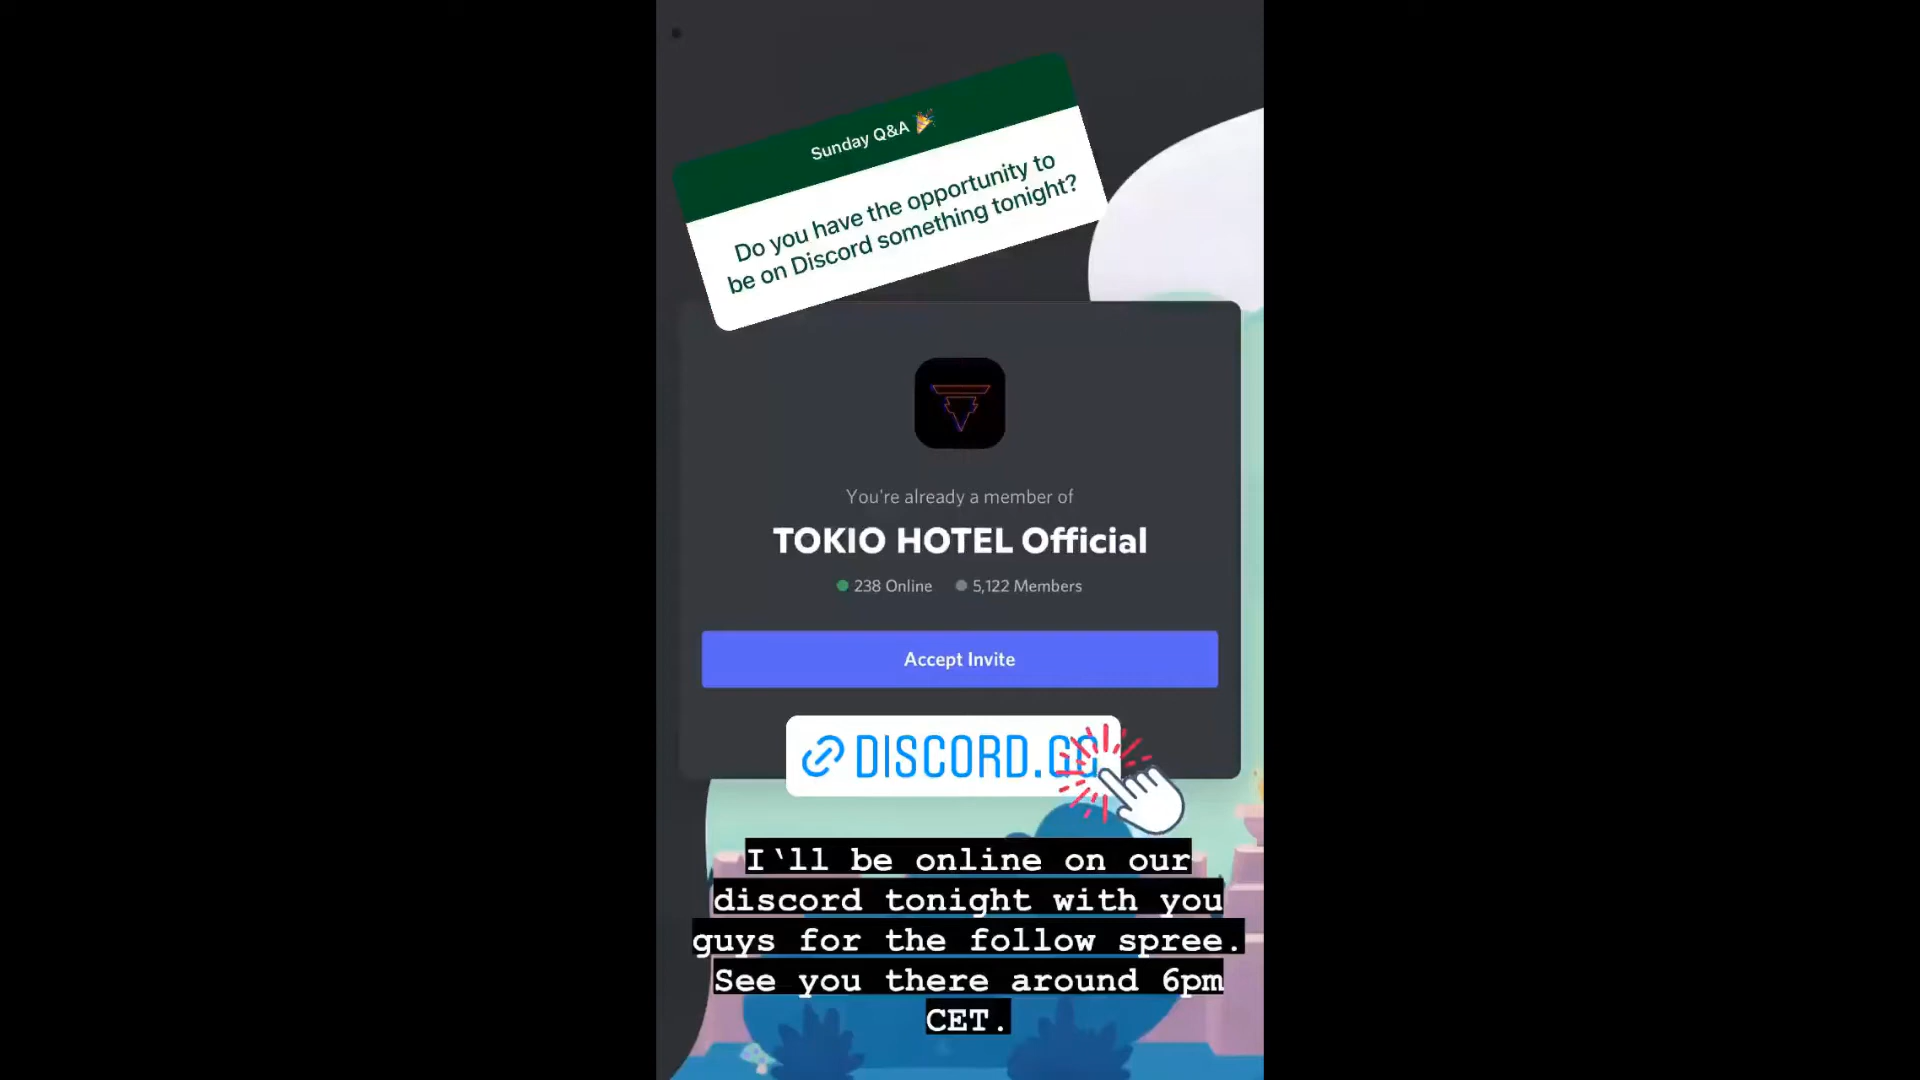 Sunday Q&A 🎉
Do you have the opportunity to
be on Discord something tonight?
You're already a member of
TOKIO HOTEL Official
238 Online 5,122 Members
Accept Invite
DISCORD.GG
I‘ll be online on our
discord tonight with you
guys for the follow spree.
See you there around 6pm
CET.